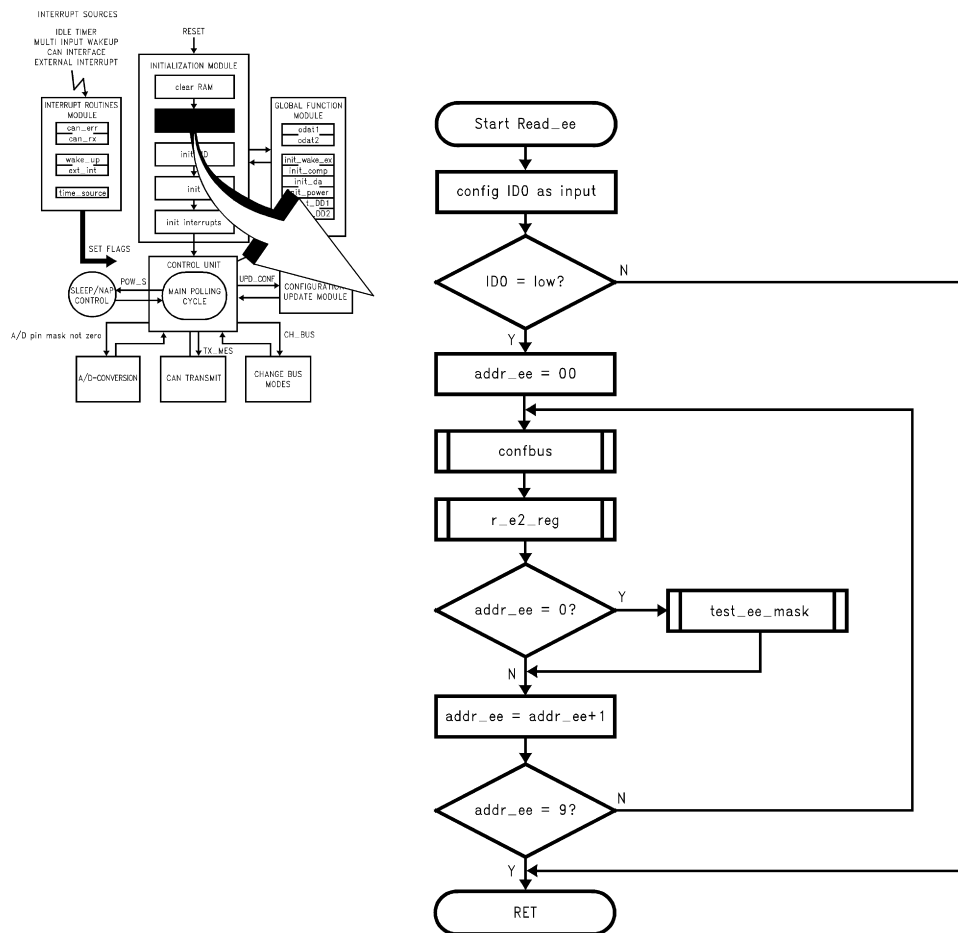 INTERRUPT SOURCES
IDLE TIMER
MULTI INPUT WAKEUP
CAN INTERFACE
EXTERNAL INTERRUPT
RESET
INITIALIZATION MODULE
clear RAM
init
init
init interrupts
INTERRUPT ROUTINES
MODULE
can_err
can_rx
wake_up
ext_int
time_source
GLOBAL FUNCTION
MODULE
odat1
odat2
init_wake_ex
init_comp
init_da
init_power
SET FLAGS
CONTROL UNIT
MAIN POLLING
CYCLE
SLEEP/NAP
CONTROL
POW_S
UPD_CONF
CONFIGURATION
UPDATE MODULE
A/D pin mask not zero
CH_BUS
TX_MES
A/D-CONVERSION
CAN TRANSMIT
CHANGE BUS
MODES
Start Read_ee
config ID0 as input
ID0 = low?
N
Y
addr_ee = 00
confbus
r_e2_reg
addr_ee = 0?
Y
test_ee_mask
N
addr_ee = addr_ee+1
addr_ee = 9?
N
Y
RET